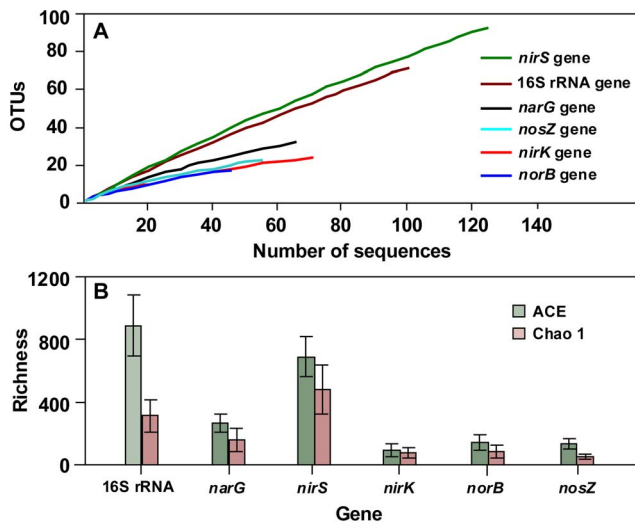 A
OTUs
100
80
60
40
20
0
nirS gene
16S rRNA gene
narG gene
nosZ gene
nirK gene
norB gene
20 40 60 80 100 120 140
Number of sequences
B
Richness
1200
800
400
0
ACE
Chao 1
16S rRNA narG nirS nirK norB nosZ
Gene